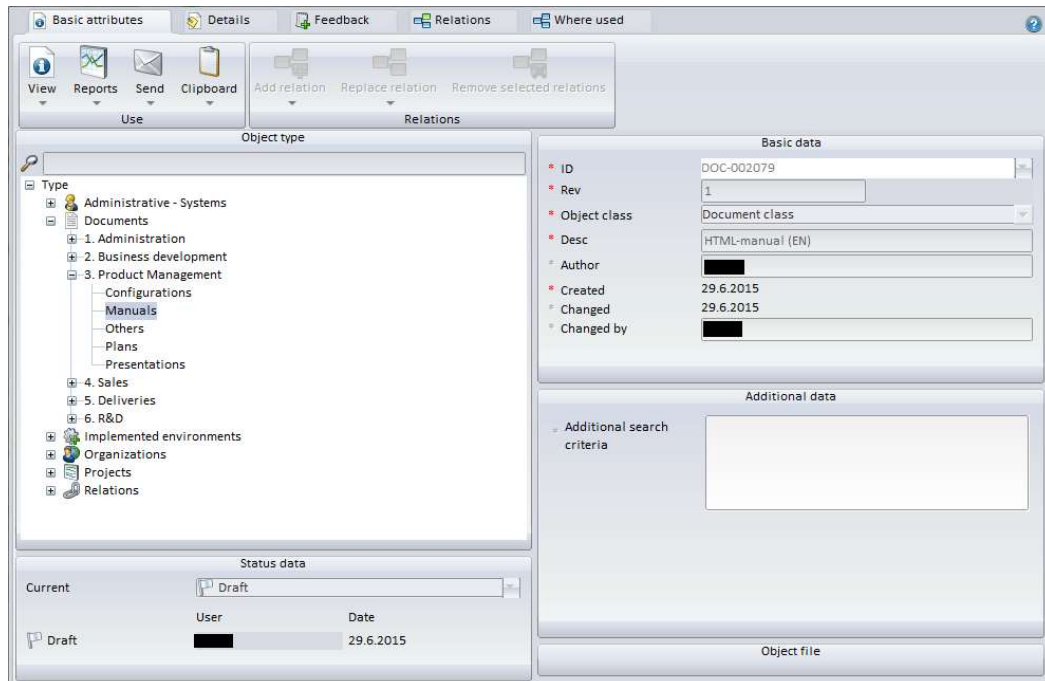 Basic attributes
Details
Feedback
Relations
Where used
View
Reports
Send
Clipboard
Add relation
Replace relation
Remove selected relations
Use
Relations
Object type
Type
Administrative - Systems
Documents
1. Administration
2. Business development
3. Product Management
Configurations
Manuals
Others
Plans
Presentations
4. Sales
5. Deliveries
6. R&D
Implemented environments
Organizations
Projects
Relations
Status data
Current Draft
User Date
Draft 29.6.2015
Basic data
* ID DOC-002079
* Rev 1
* Object class Document class
* Desc HTML-manual (EN)
* Author
* Created 29.6.2015
* Changed 29.6.2015
* Changed by
Additional data
Additional search
criteria
Object file